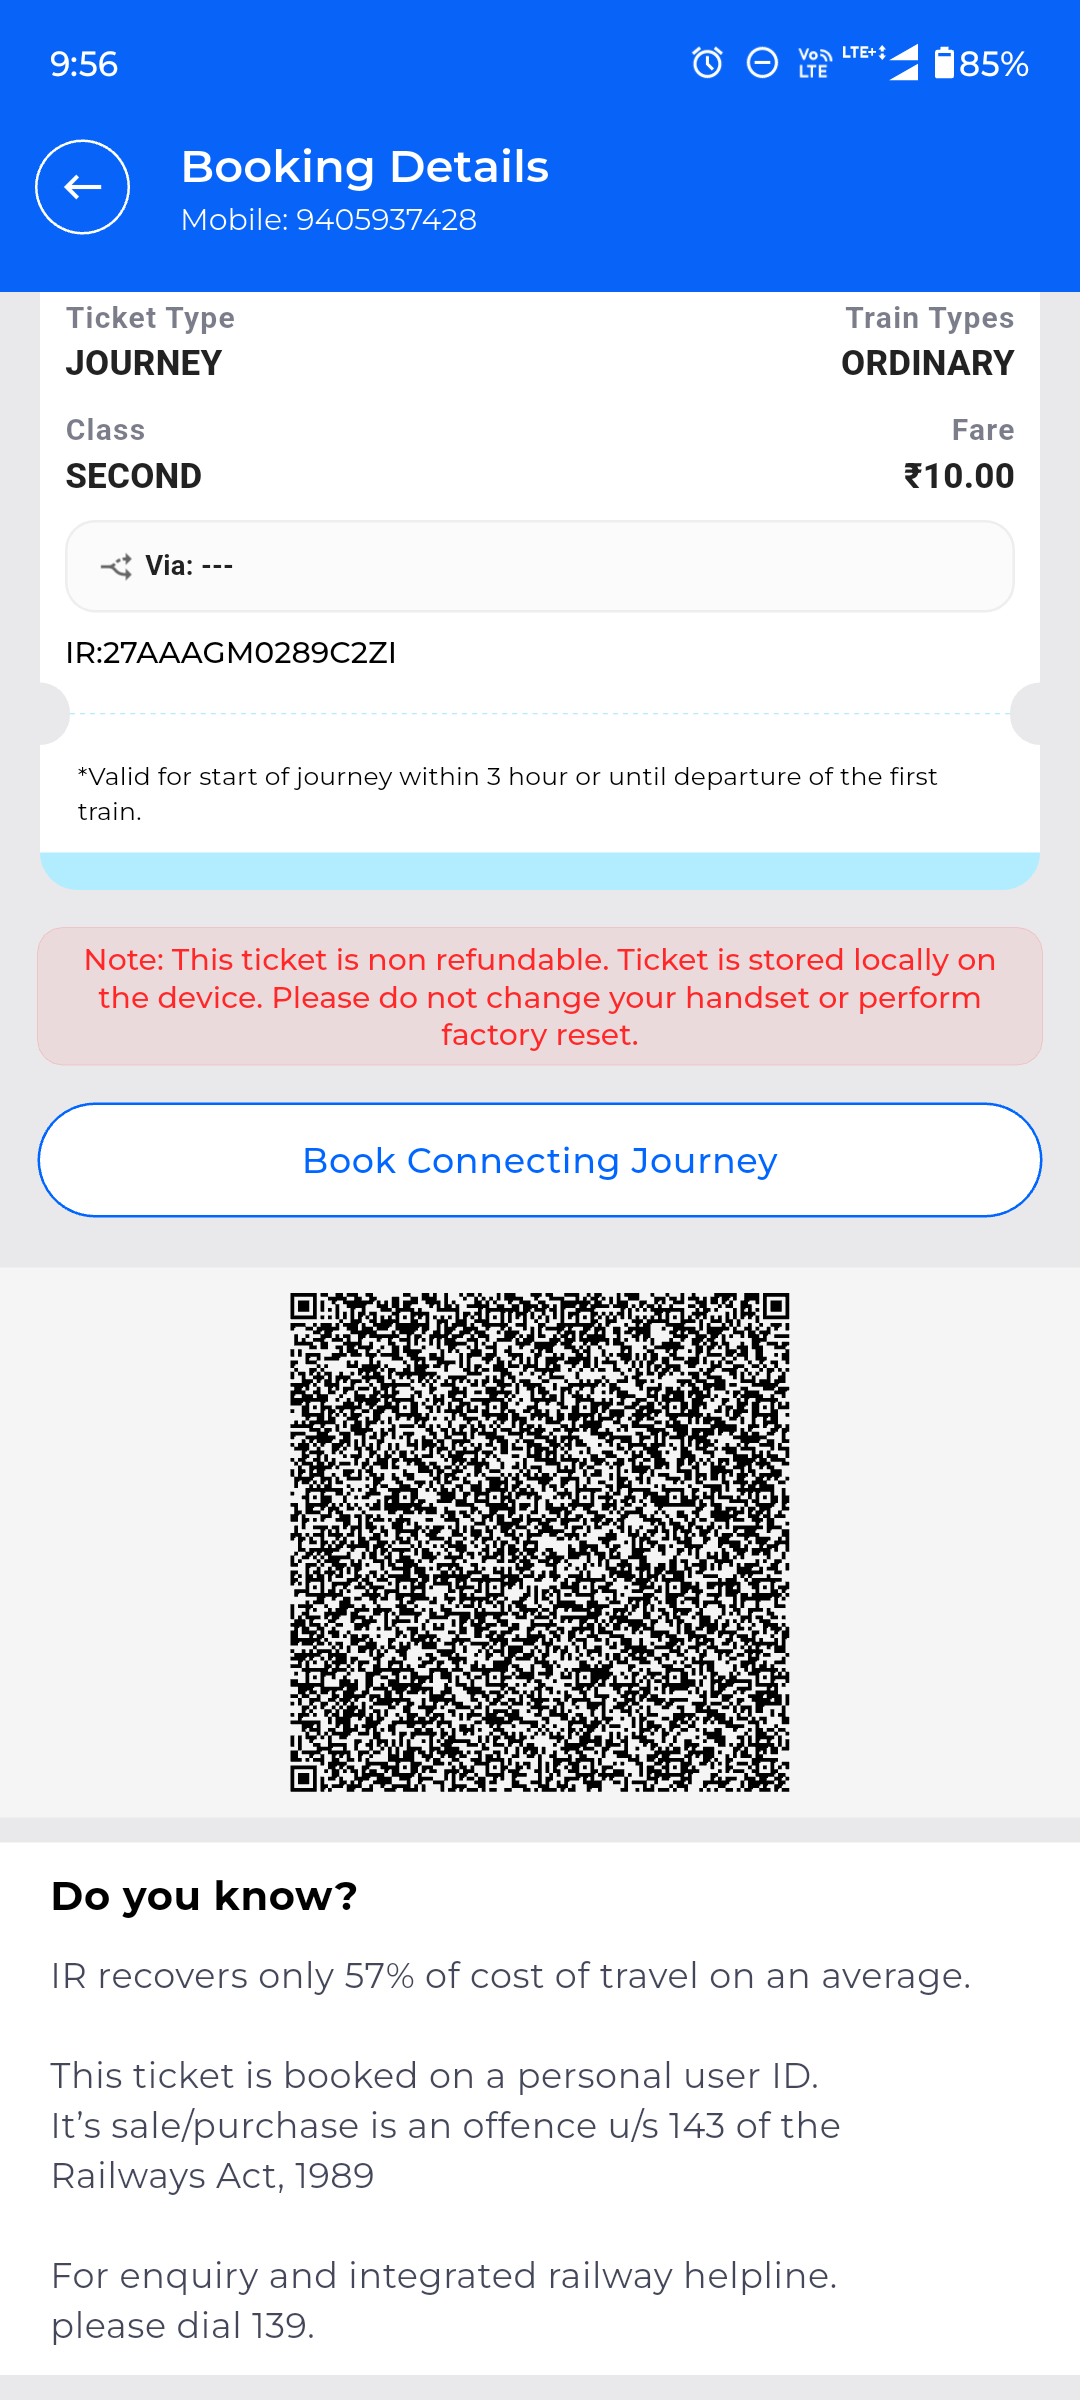 9:56
Vo LTE LTE+ 85%
Booking Details
Mobile: 9405937428
Ticket Type Train Types
JOURNEY ORDINARY
Class Fare
SECOND ₹10.00
Via: ---
IR:27AAAGM0289C2ZI
*Valid for start of journey within 3 hour or until departure of the first
train.
Note: This ticket is non refundable. Ticket is stored locally on
the device. Please do not change your handset or perform
factory reset.
Book Connecting Journey
Do you know?
IR recovers only 57% of cost of travel on an average.
This ticket is booked on a personal user ID.
It’s sale/purchase is an offence u/s 143 of the
Railways Act, 1989
For enquiry and integrated railway helpline.
please dial 139.